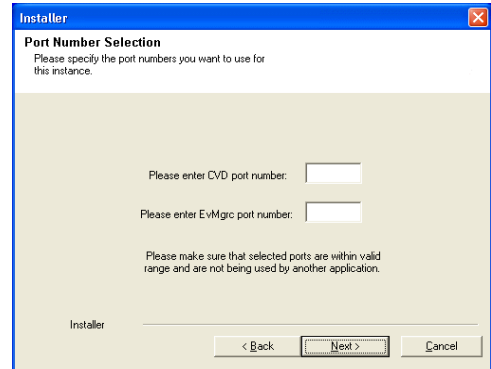 Installer
Port Number Selection
Please specify the port numbers you want to use for
this instance.
Please enter CVD port number:
Please enter EvMgrc port number:
Please make sure that selected ports are within valid
range and are not being used by another application.
Installer
< Back
Next >
Cancel